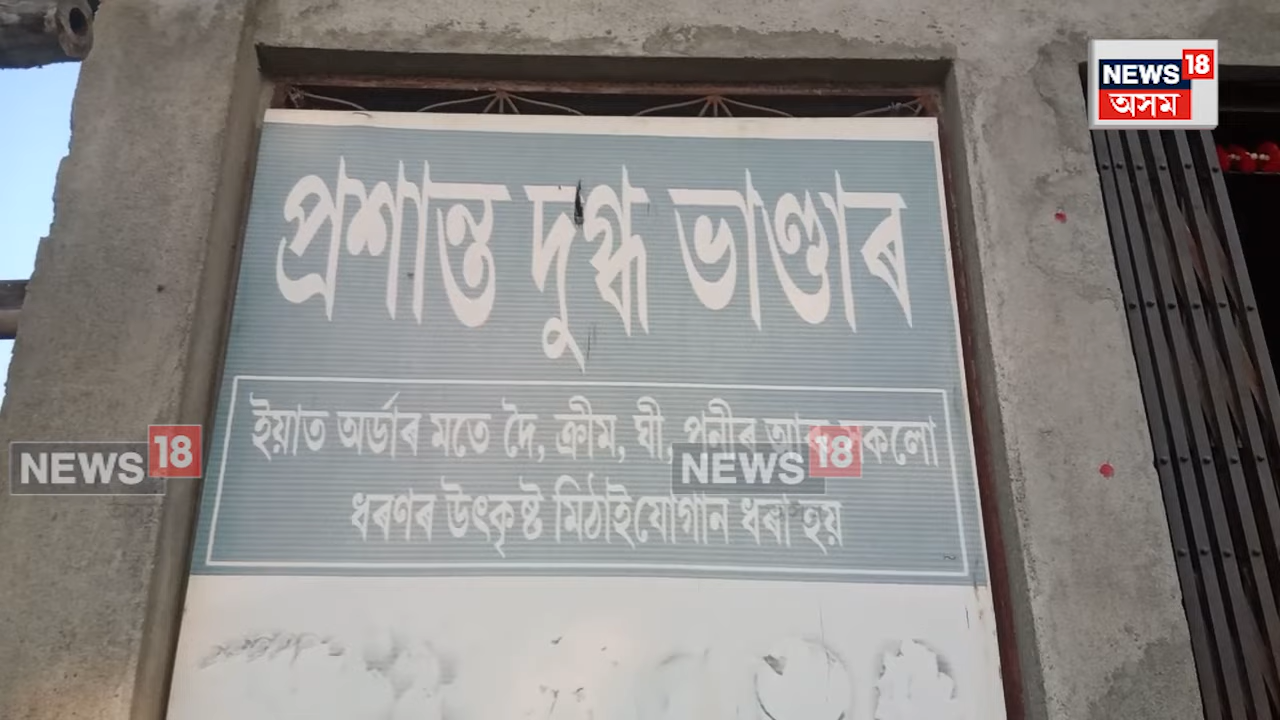 NEWS 18
অসম
প্ৰশান্ত দুগ্ধ ভাণ্ডাৰ
ইয়াত অৰ্ডাৰ মতে দৈ, ক্ৰীম, ঘী, পনীৰ আৰু সকলো
NEWS 18
NEWS 18
ধৰণৰ উৎকৃষ্ট মিঠাইযোগান ধৰা হয়